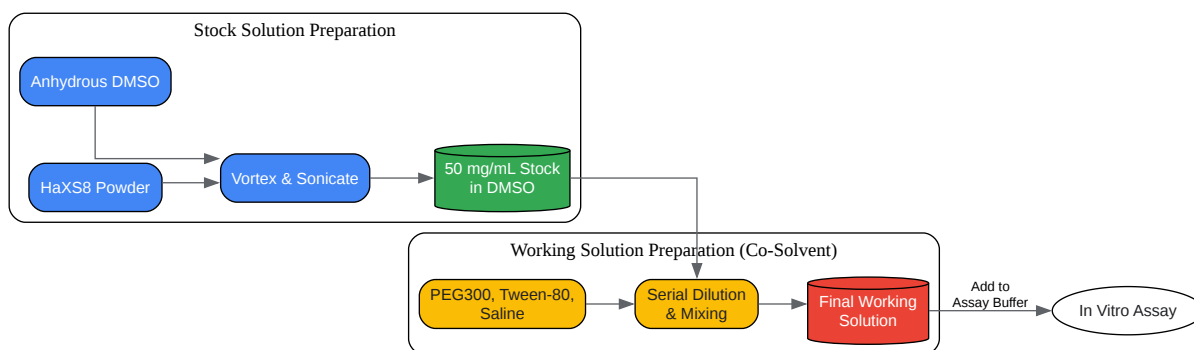 Stock Solution Preparation
Anhydrous DMSO
HaXS8 Powder
Vortex & Sonicate
50 mg/mL Stock
in DMSO
Working Solution Preparation (Co-Solvent)
PEG300, Tween-80,
Saline
Serial Dilution
& Mixing
Final Working
Solution
Add to
Assay Buffer
In Vitro Assay